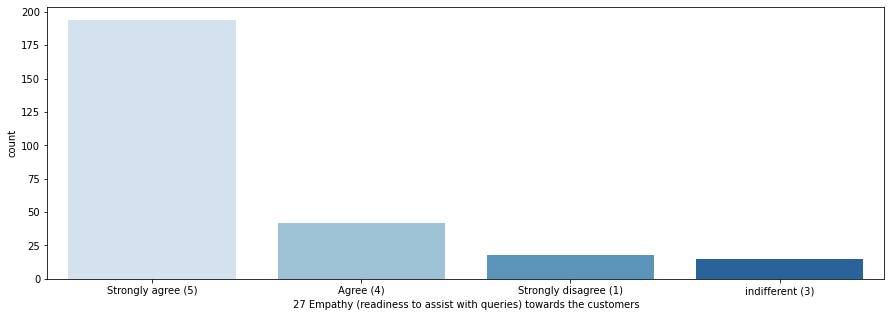 200
175
150
125
100
75
50
25
0
count
Strongly agree (5)
Agree (4)
Strongly disagree (1)
indifferent (3)
27 Empathy (readiness to assist with queries) towards the customers